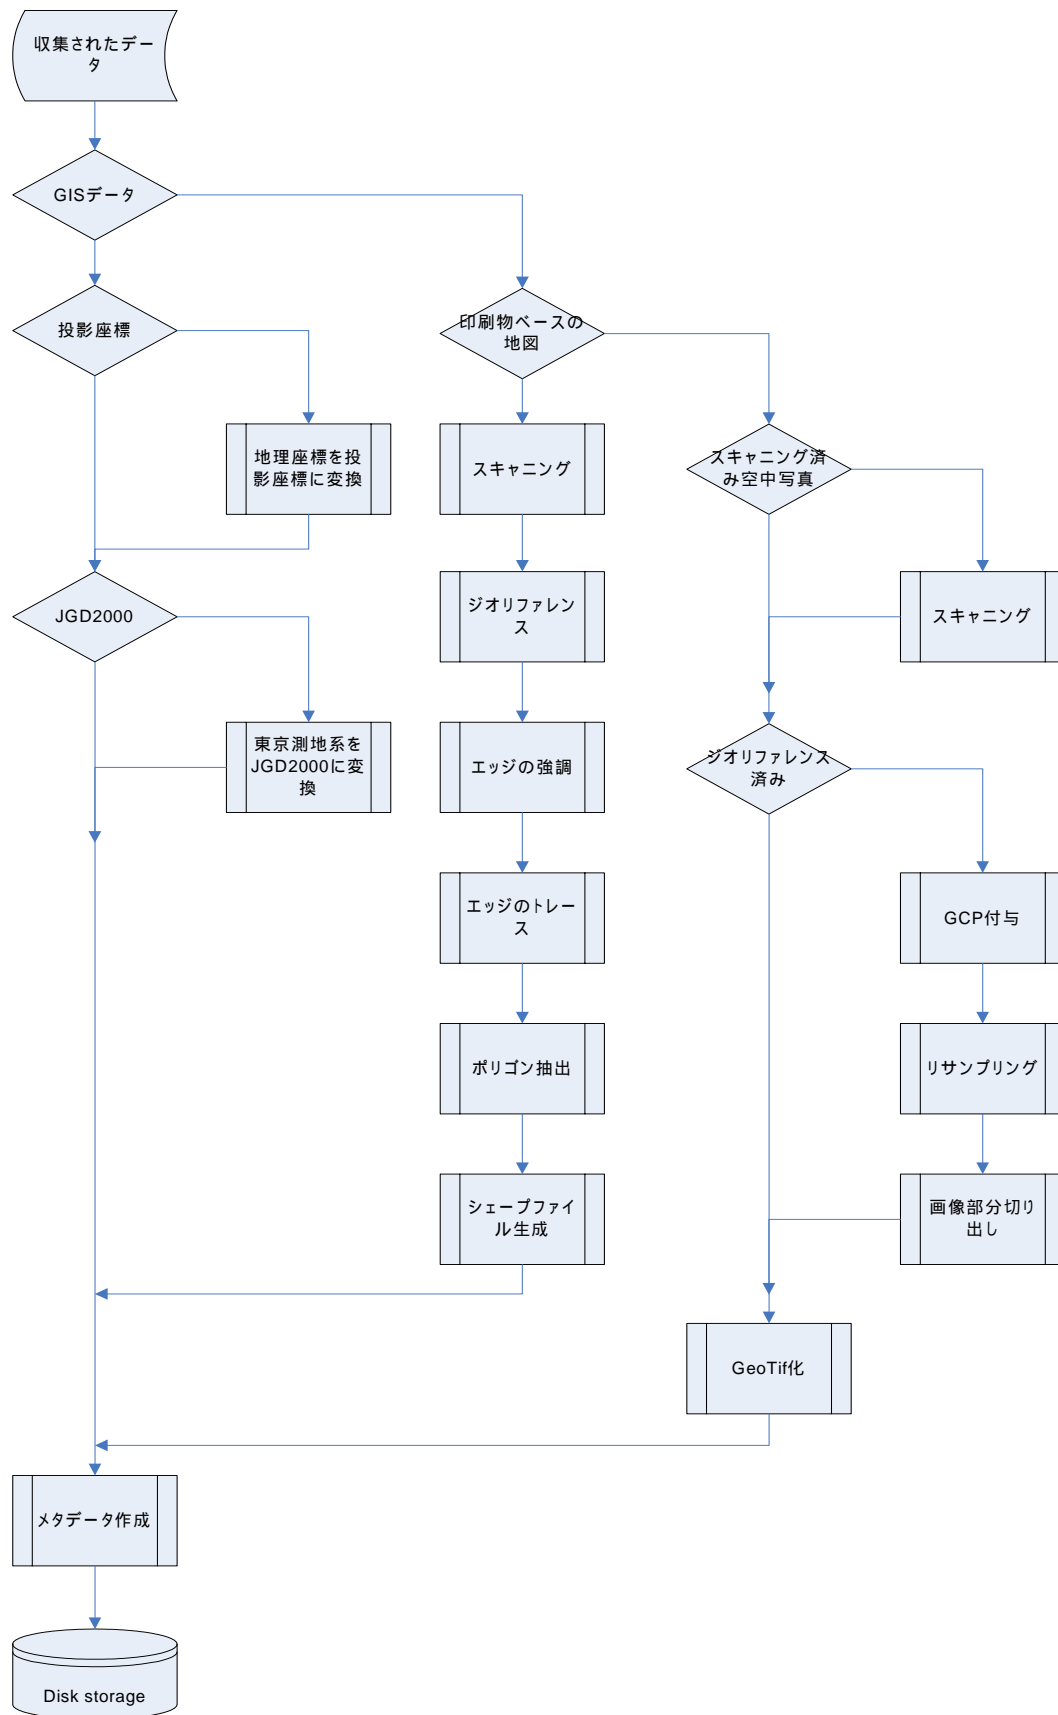 収集されたデー
タ
GISデータ
投影座標
印刷物ベースの
地図
地理座標を投
影座標に変換
スキャニング
スキャニング済
み空中写真
JGD2000
ジオリファレン
ス
スキャニング
東京測地系を
JGD2000に変
換
エッジの強調
ジオリファレンス
済み
エッジのトレー
ス
GCP付与
ポリゴン抽出
リサンプリング
シェープファイ
ル生成
画像部分切り
出し
GeoTif化
メタデータ作成
Disk storage